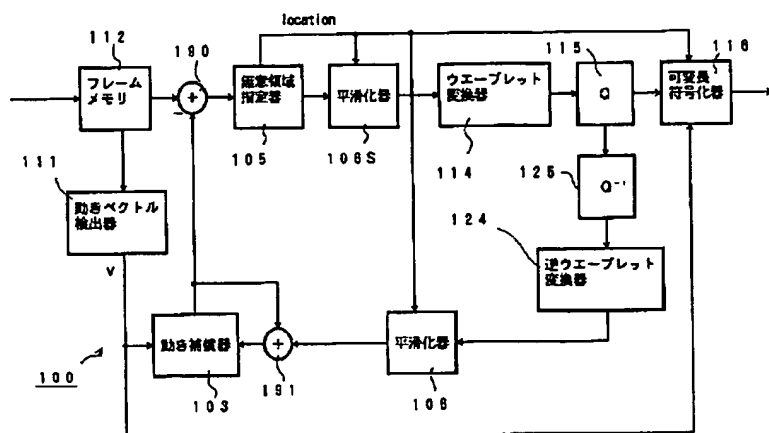 location
112
190
115
116
フレーム
メモリ
+
無意領域
指定器
平滑化器
ウエーブレット
変換器
Q
可変長
符号化器
105
106S
114
111
125
Q⁻¹
動きベクトル
検出器
124
逆ウエーブレット
変換器
V
動き補償器
+
平滑化器
100
103
191
106